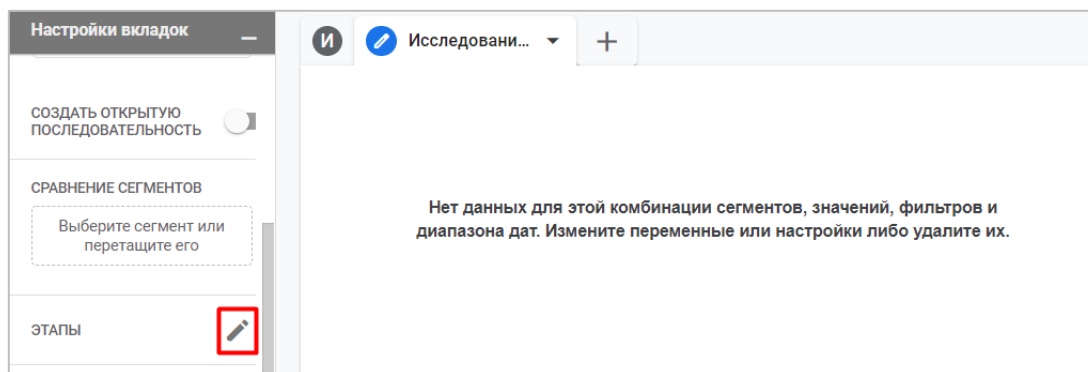 Настройки вкладок
И
Исследовани...
СОЗДАТЬ ОТКРЫТУЮ
ПОСЛЕДОВАТЕЛЬНОСТЬ
СРАВНЕНИЕ СЕГМЕНТОВ
Выберите сегмент или
перетащите его
ЭТАПЫ
Нет данных для этой комбинации сегментов, значений, фильтров и
диапазона дат. Измените переменные или настройки либо удалите их.